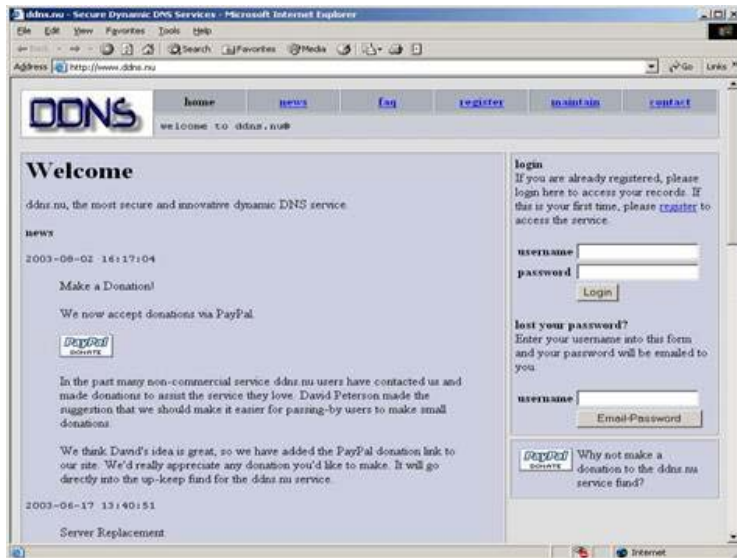 ddns.nu - Secure Dynamic DNS Services - Microsoft Internet Explorer
File Edit View Favorites Tools Help
Back Search Favorites Media
Address http://www.ddns.nu Go Links
DDNS
home news faq register maintain contact
welcome to ddns.nu
Welcome
ddns.nu, the most secure and innovative dynamic DNS service.
news
2003-08-02 16:17:04
Make a Donation!
We now accept donations via PayPal.
PayPal
DONATE
In the past many non-commercial service ddns.nu users have contacted us and
made donations to assist the service they love. David Peterson made the
suggestion that we should make it easier for passing-by users to make small
donations.
We think David's idea is great, so we have added the PayPal donation link to
our site. We'd really appreciate any donation you'd like to make. It will go
directly into the up-keep fund for the ddns.nu service.
2003-06-17 13:40:51
Server Replacement
login
If you are already registered, please
login here to access your records. If
this is your first time, please register to
access the service.
username
password
Login
lost your password?
Enter your username into this form
and your password will be emailed to
you.
username
Email-Password
PayPal
DONATE
Why not make a
donation to the ddns.nu
service fund?
Internet